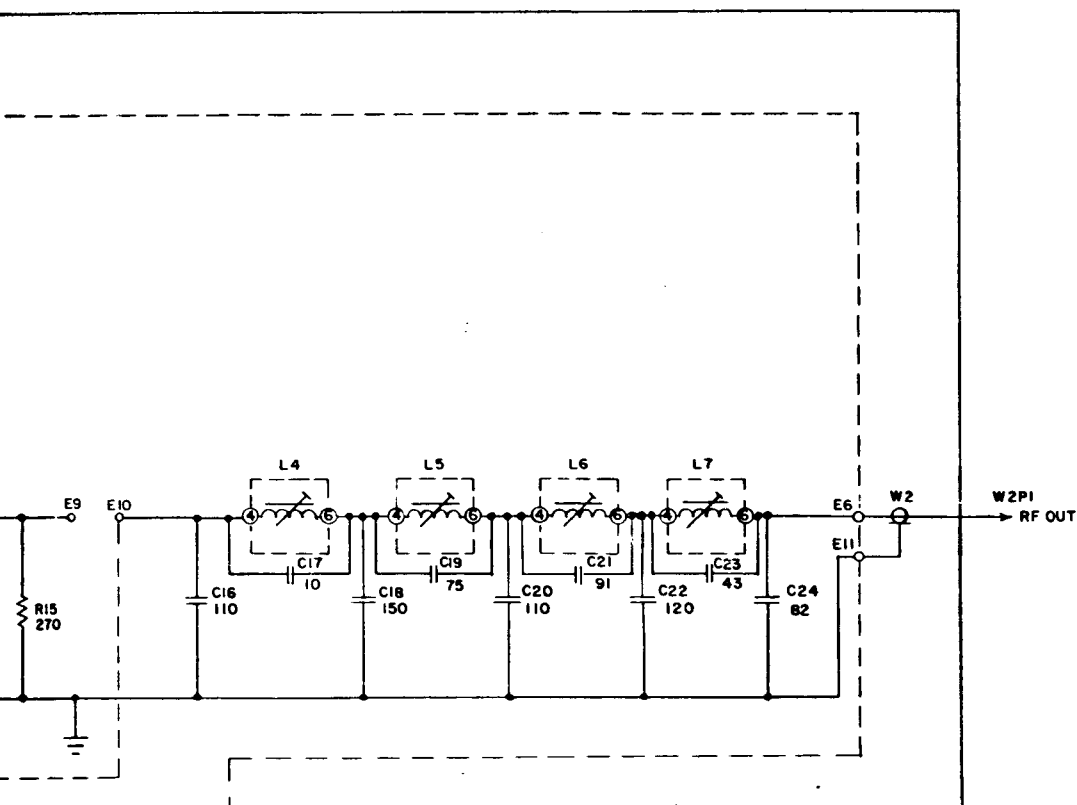 L4 L5 L6 L7
E9 E10 E6 W2 W2P1
4 6 4 6 4 6 4 6
RF OUT
E11
C17 C19 C21 C23
10 75 91 43
R15 C16 C18 C20 C22 C24
270 110 150 110 120 82